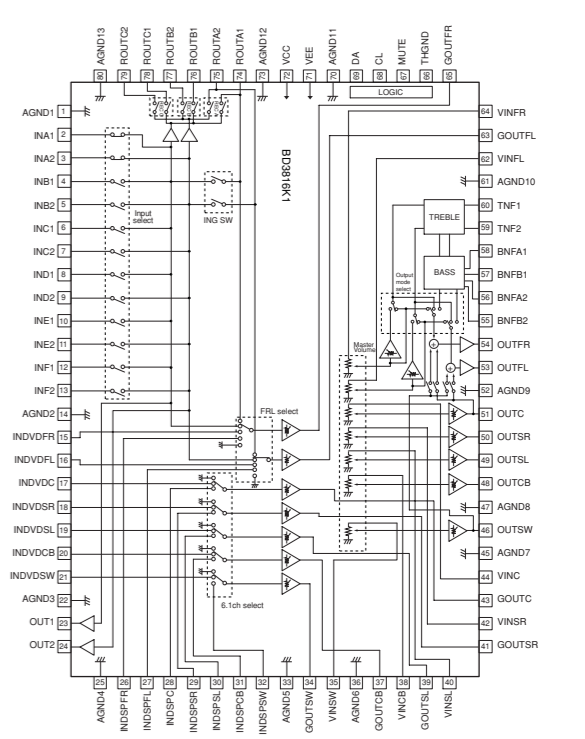 80 AGND13
79 ROUTC2
78 ROUTC1
77 ROUTB2
76 ROUTB1
75 ROUTA2
74 ROUTA1
73 AGND12
72 VCC
71 VEE
70 AGND11
69 DA
68 CL
67 MUTE
66 THGND
65 GOUTFR
LOGIC
AGND1 1
INA1 2
INA2 3
INB1 4
INB2 5
INC1 6
INC2 7
IND1 8
IND2 9
INE1 10
INE2 11
INF1 12
INF2 13
AGND2 14
INDVDFR 15
INDVDFL 16
INDVDC 17
INDVDSR 18
INDVDSL 19
INDVDCB 20
INDVDSW 21
AGND3 22
OUT1 23
OUT2 24
Input
select
ING SW
BD3816K1
TREBLE
BASS
Output
mode
select
Master
Volume
FRL select
6.1ch select
64 VINFR
63 GOUTFL
62 VINFL
61 AGND10
60 TNF1
59 TNF2
58 BNFA1
57 BNFB1
56 BNFA2
55 BNFB2
54 OUTFR
53 OUTFL
52 AGND9
51 OUTC
50 OUTSR
49 OUTSL
48 OUTCB
47 AGND8
46 OUTSW
45 AGND7
44 VINC
43 GOUTC
42 VINSR
41 GOUTSR
25 AGND4
26 INDSPFR
27 INDSPFL
28 INDSPC
29 INDSPSR
30 INDSPSL
31 INDSPCB
32 INDSPSW
33 AGND5
34 GOUTSW
35 VINSW
36 AGND6
37 GOUTCB
38 VINCB
39 GOUTSL
40 VINSL